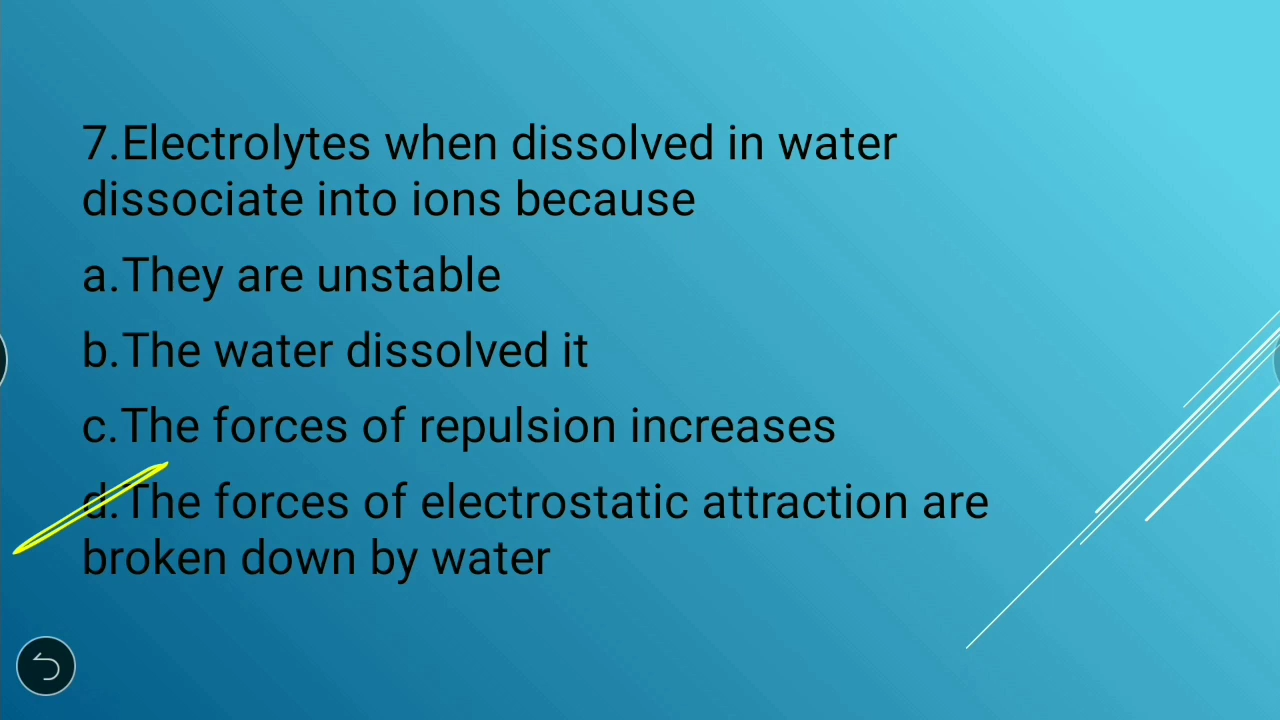 7.Electrolytes when dissolved in water
dissociate into ions because
a.They are unstable
b.The water dissolved it
c.The forces of repulsion increases
d.The forces of electrostatic attraction are
broken down by water